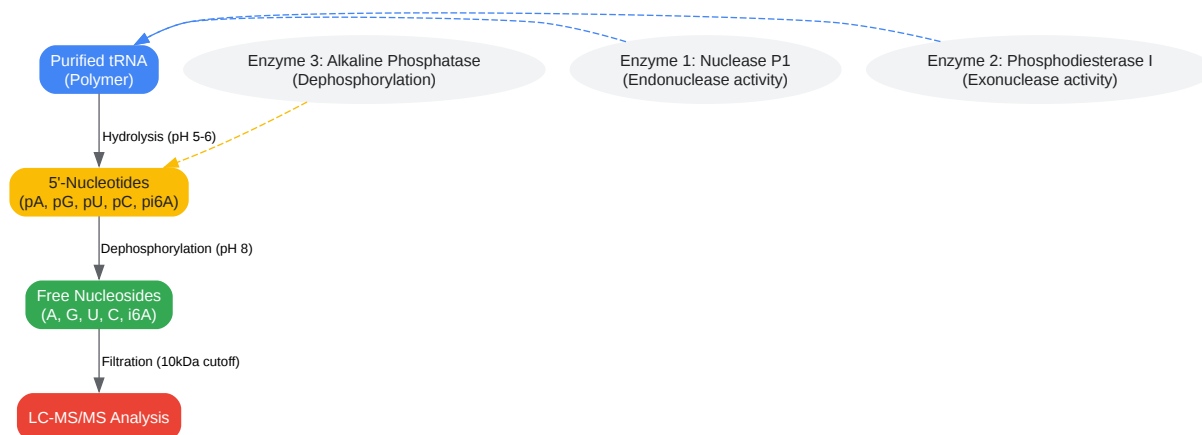 Purified tRNA
(Polymer)
Enzyme 3: Alkaline Phosphatase
(Dephosphorylation)
Enzyme 1: Nuclease P1
(Endonuclease activity)
Enzyme 2: Phosphodiesterase I
(Exonuclease activity)
Hydrolysis (pH 5-6)
5'-Nucleotides
(pA, pG, pU, pC, pi6A)
Dephosphorylation (pH 8)
Free Nucleosides
(A, G, U, C, i6A)
Filtration (10kDa cutoff)
LC-MS/MS Analysis